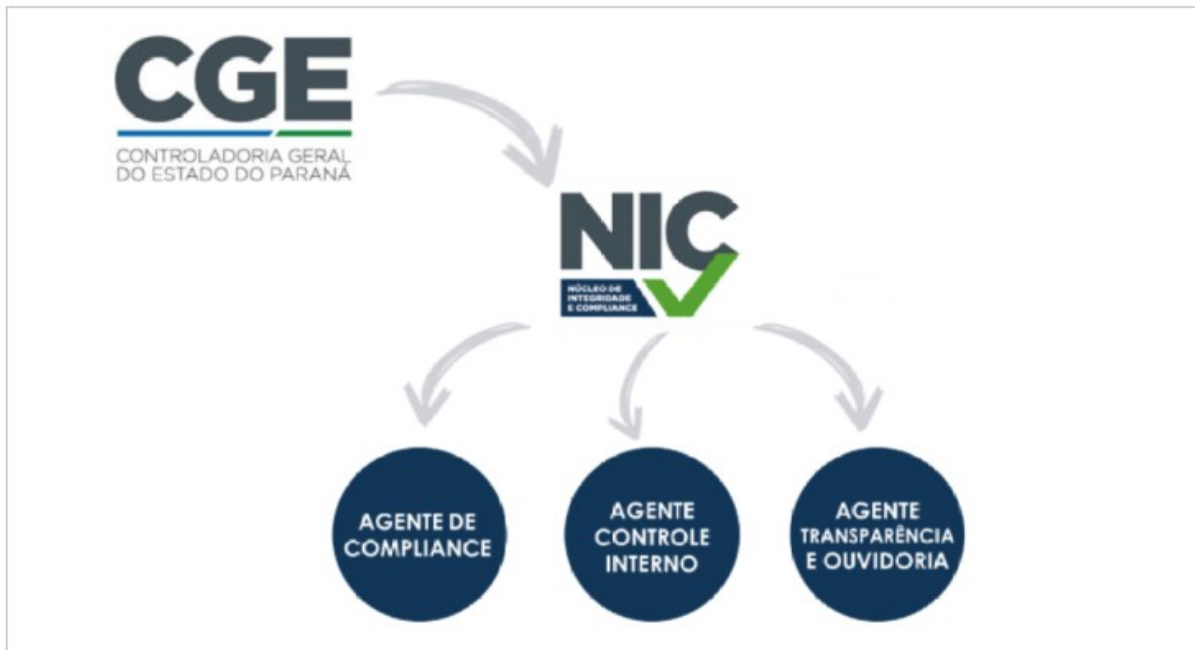 CGE
CONTROLADORIA GERAL
DO ESTADO DO PARANÁ
NIC
NÚCLEO DE
INTEGRIDADE
E COMPLIANCE
AGENTE DE
COMPLIANCE
AGENTE
CONTROLE
INTERNO
AGENTE
TRANSPARÊNCIA
E OUVIDORIA